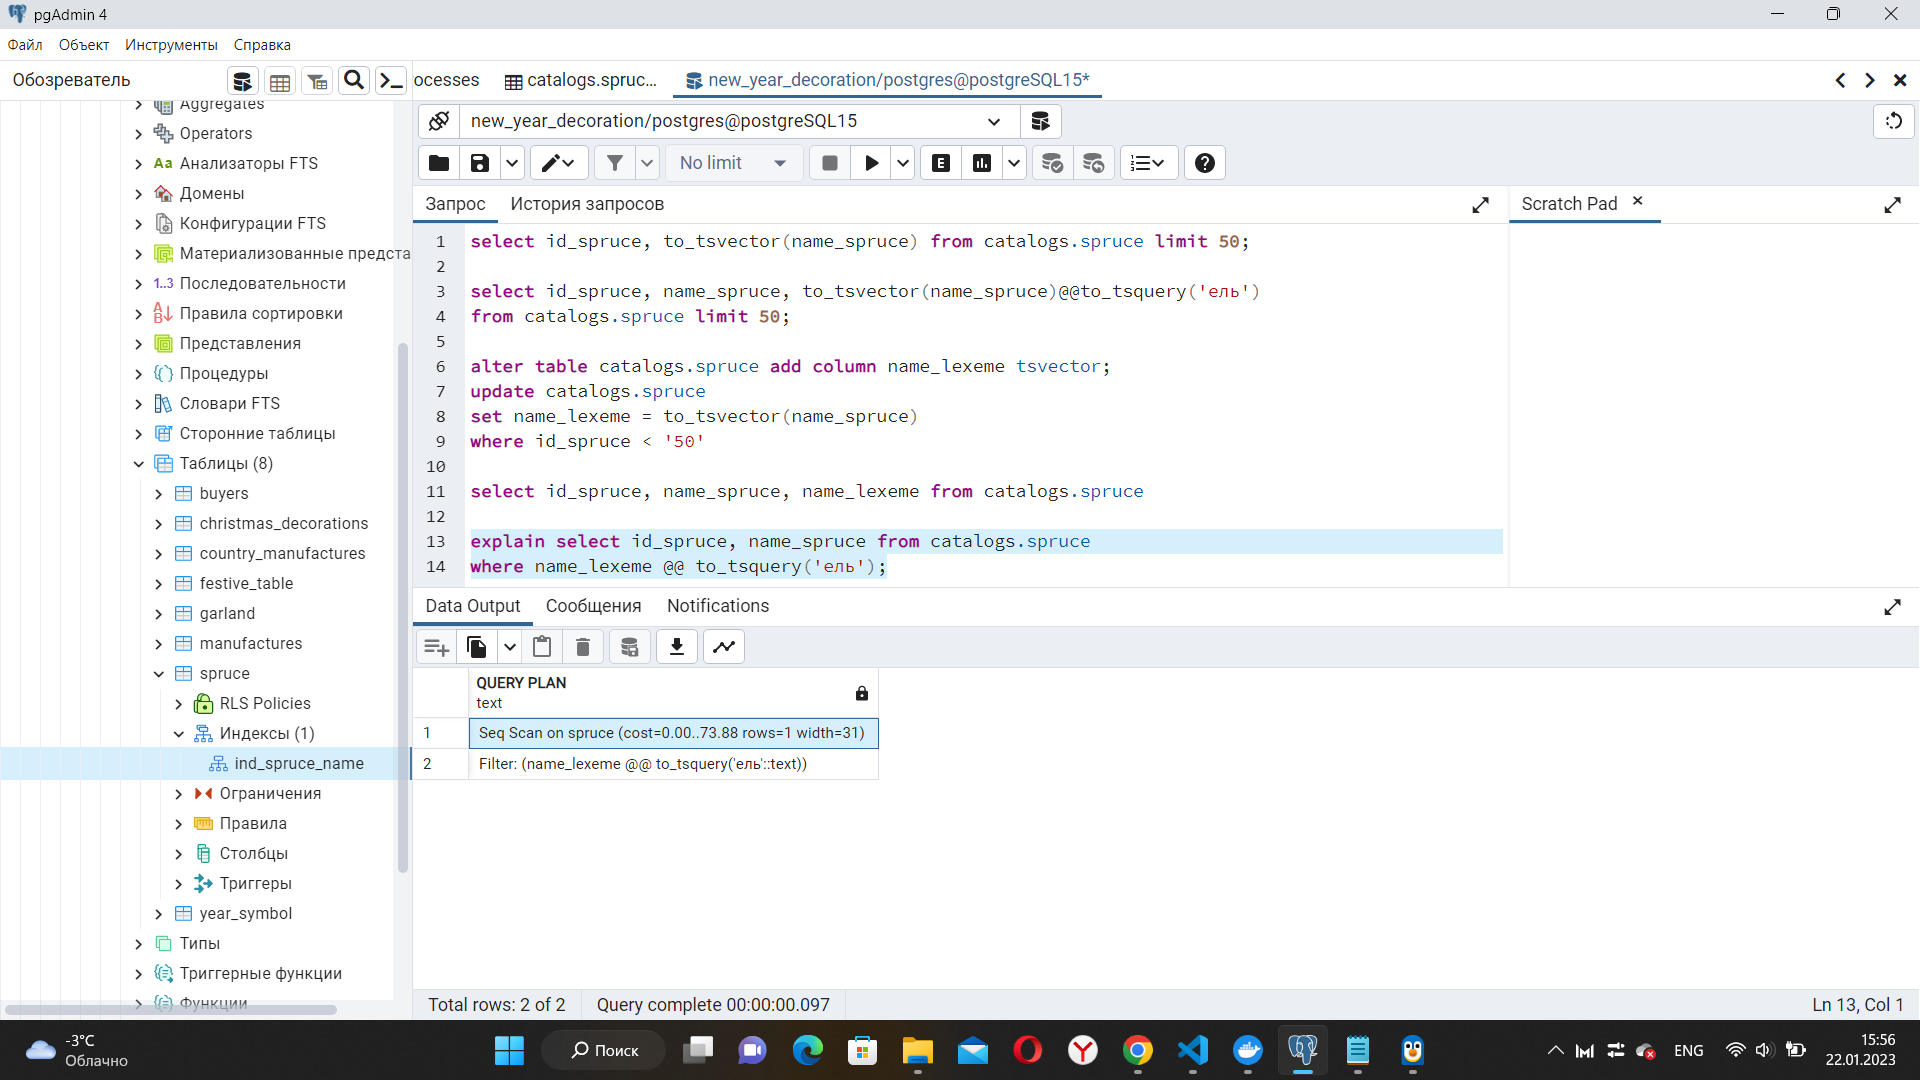 pgAdmin 4
Файл Объект Инструменты Справка
Обозреватель
ocesses
catalogs.spruc...
new_year_decoration/postgres@postgreSQL15*
new_year_decoration/postgres@postgreSQL15
No limit
E
Запрос История запросов
Scratch Pad
Aggregates
Operators
Aa Анализаторы FTS
Домены
Конфигурации FTS
Материализованные предста
1..3 Последовательности
Правила сортировки
Представления
Процедуры
Словари FTS
Сторонние таблицы
Таблицы (8)
buyers
christmas_decorations
country_manufactures
festive_table
garland
manufactures
spruce
RLS Policies
Индексы (1)
ind_spruce_name
Ограничения
Правила
Столбцы
Триггеры
year_symbol
Типы
Триггерные функции
Функции
1 select id_spruce, to_tsvector(name_spruce) from catalogs.spruce limit 50;
2
3 select id_spruce, name_spruce, to_tsvector(name_spruce)@@to_tsquery('ель')
4 from catalogs.spruce limit 50;
5
6 alter table catalogs.spruce add column name_lexeme tsvector;
7 update catalogs.spruce
8 set name_lexeme = to_tsvector(name_spruce)
9 where id_spruce < '50'
10
11 select id_spruce, name_spruce, name_lexeme from catalogs.spruce
12
13 explain select id_spruce, name_spruce from catalogs.spruce
14 where name_lexeme @@ to_tsquery('ель');
Data Output Сообщения Notifications
QUERY PLAN
text
1 Seq Scan on spruce (cost=0.00..73.88 rows=1 width=31)
2 Filter: (name_lexeme @@ to_tsquery('ель'::text))
Total rows: 2 of 2 Query complete 00:00:00.097
Ln 13, Col 1
-3°C
Облачно
Поиск
ENG
15:56
22.01.2023